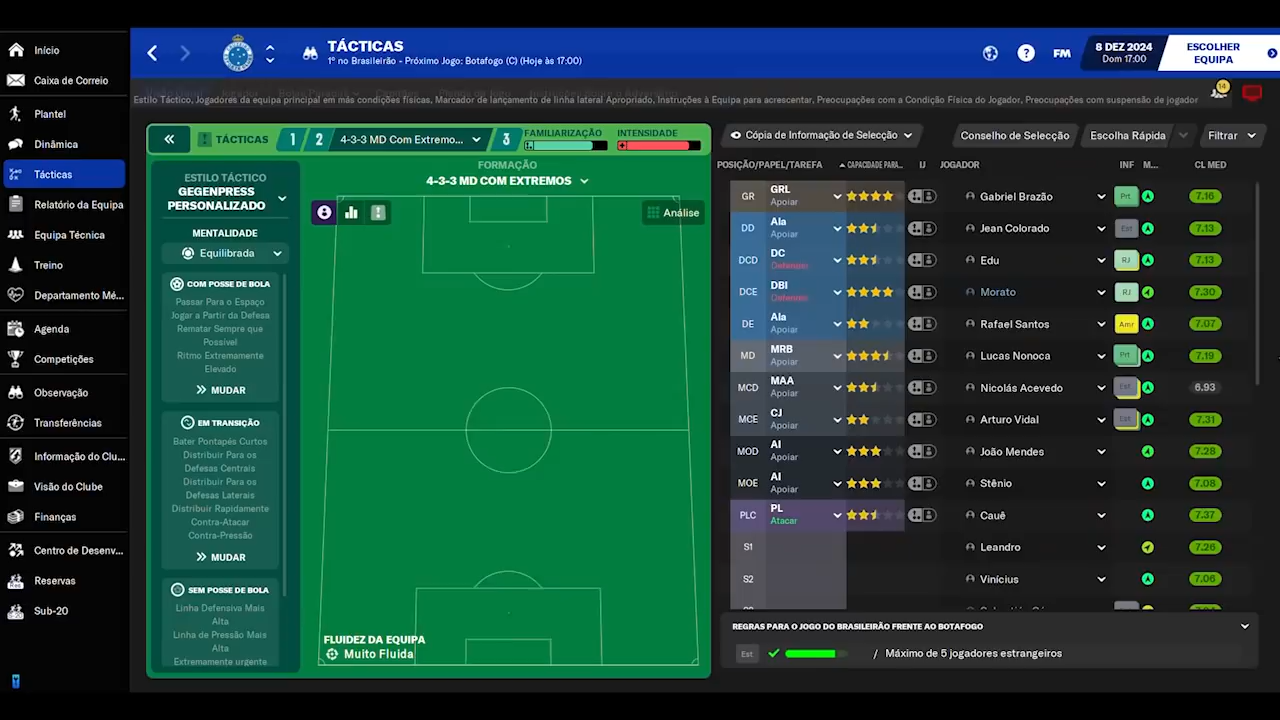 TÁCTICAS
1º no Brasileirão - Próximo Jogo: Botafogo (C) (Hoje às 17:00)
FM
8 DEZ 2024
Dom 17:00
ESCOLHER
EQUIPA
14
Estilo Táctico, Jogadores da equipa principal em más condições físicas, Marcador de lançamento de linha lateral Apropriado, Instruções à Equipa para acrescentar, Preocupações com a Condição Física do Jogador, Preocupações com suspensão de jogador
Início
Caixa de Correio
Plantel
Dinâmica
Tácticas
Relatório da Equipa
Equipa Técnica
Treino
Departamento Mé...
Agenda
Competições
Observação
Transferências
Informação do Clu...
Visão do Clube
Finanças
Centro de Desenv...
Reservas
Sub-20
TÁCTICAS
1
2
4-3-3 MD Com Extremo...
3
FAMILIARIZAÇÃO
INTENSIDADE
ESTILO TÁCTICO
GEGENPRESS
PERSONALIZADO
MENTALIDADE
Equilibrada
COM POSSE DE BOLA
Passar Para o Espaço
Jogar a Partir da Defesa
Rematar Sempre que
Possível
Ritmo Extremamente
Elevado
MUDAR
EM TRANSIÇÃO
Bater Pontapés Curtos
Distribuir Para os
Defesas Centrais
Distribuir Para os
Defesas Laterais
Distribuir Rapidamente
Contra-Atacar
Contra-Pressão
MUDAR
SEM POSSE DE BOLA
Linha Defensiva Mais
Alta
Linha de Pressão Mais
Alta
Extremamente urgente
FORMAÇÃO
4-3-3 MD COM EXTREMOS
Análise
FLUIDEZ DA EQUIPA
Muito Fluida
Cópia de Informação de Selecção
Conselho de Selecção
Escolha Rápida
Filtrar
POSIÇÃO/PAPEL/TAREFA CAPACIDADE PARA... IJ JOGADOR INF M... CL MED
GR GRL Apoiar Gabriel Brazão Prt 7.16
DD Ala Apoiar Jean Colorado Est 7.13
DCD DC Defender Edu RJ 7.13
DCE DBI Defender Morato RJ 7.30
DE Ala Apoiar Rafael Santos Amr 7.07
MD MRB Apoiar Lucas Nonoca Prt 7.19
MCD MAA Apoiar Nicolás Acevedo Est 6.93
MCE CJ Apoiar Arturo Vidal Est 7.31
MOD AI Apoiar João Mendes 7.28
MOE AI Apoiar Stênio 7.08
PLC PL Atacar Cauê 7.37
S1 Leandro 7.26
S2 Vinícius 7.06
REGRAS PARA O JOGO DO BRASILEIRÃO FRENTE AO BOTAFOGO
Est / Máximo de 5 jogadores estrangeiros